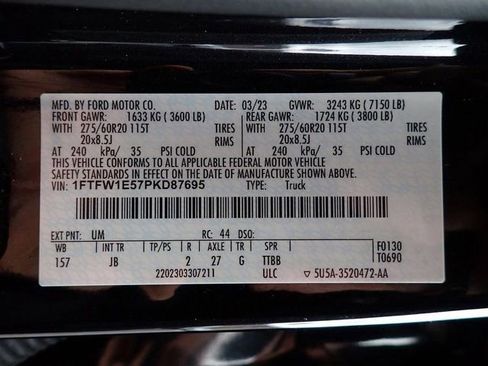 MFD. BY FORD MOTOR CO. 03/23 GVWR: 3243 KG ( 7150 LB)
FRONT GAWR: 1633 KG ( 3600 LB) REAR GAWR: 1724 KG ( 3800 LB)
WITH 275/60R20 115T TIRES WITH 275/60R20 115T TIRES
20x8.5J RIMS 20x8.5J RIMS
AT 240 kPa/ 35 PSI COLD AT 240 kPa/ 35 PSI COLD
THIS VEHICLE CONFORMS TO ALL APPLICABLE FEDERAL MOTOR VEHICLE
SAFETY STANDARDS IN EFFECT ON THE DATE OF MANUFACTURE SHOWN ABOVE.
VIN: 1FTFW1E57PKD87695 TYPE: Truck
EXT PNT: UM RC: 44 DSO: F0130
WB INT TR TP/PS R AXLE TR SPR T0690
157 JB 2 27 G TTBB
2202303307211 ULC ▽ 5U5A-3520472-AA